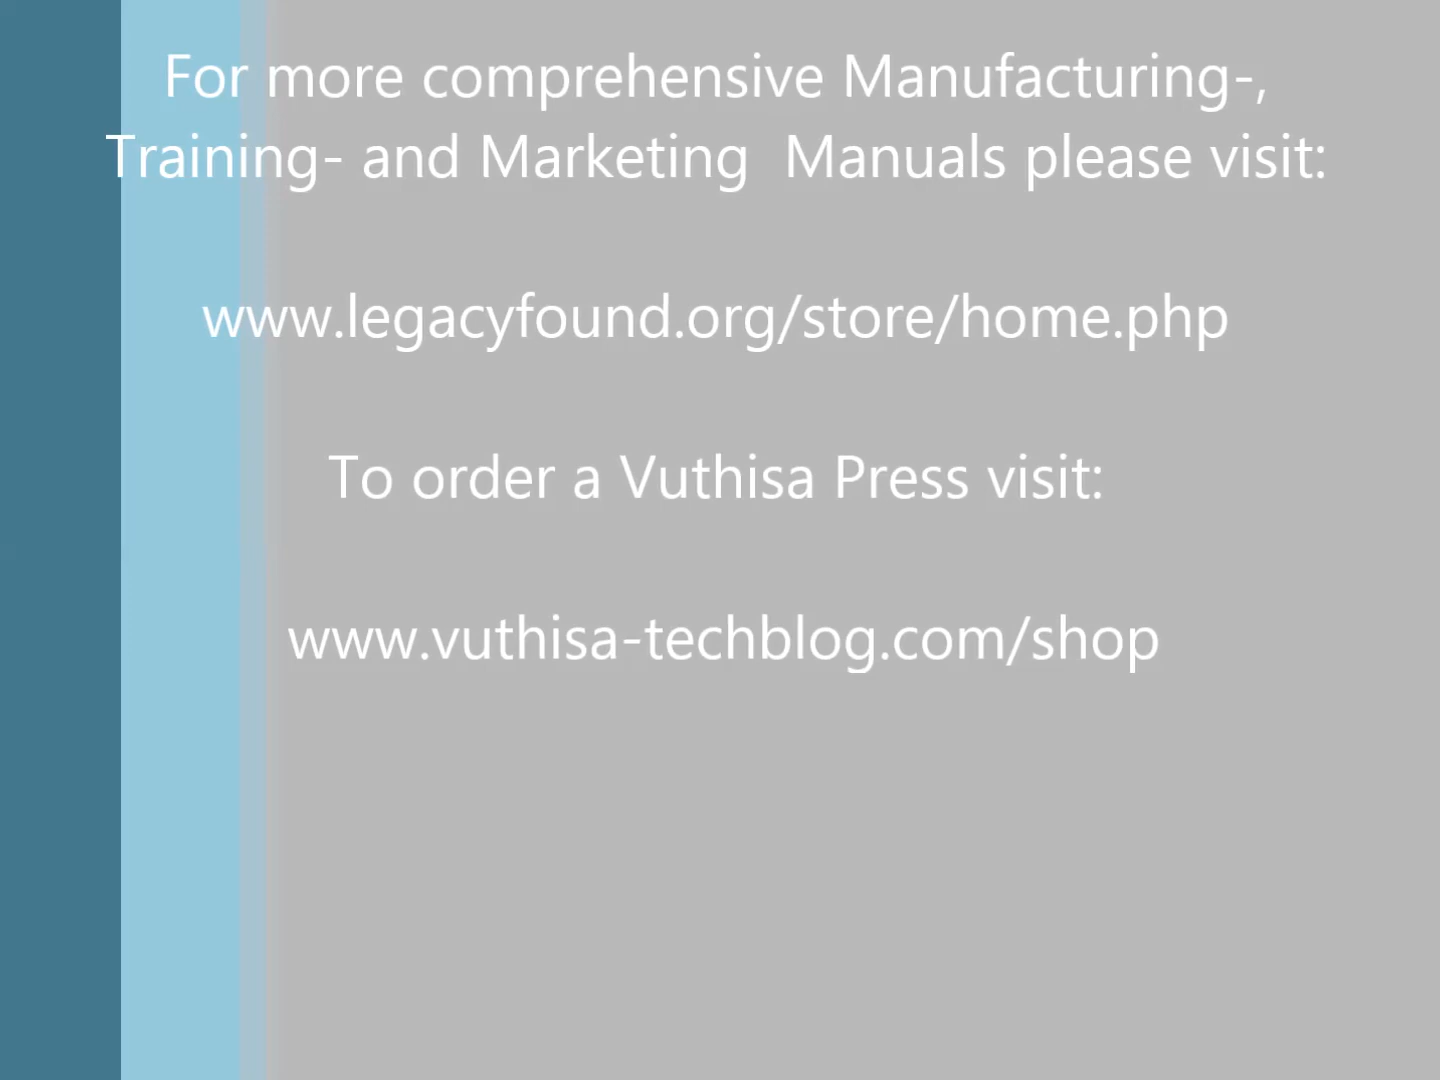 For more comprehensive Manufacturing-,
Training- and Marketing  Manuals please visit:
www.legacyfound.org/store/home.php
To order a Vuthisa Press visit:
www.vuthisa-techblog.com/shop